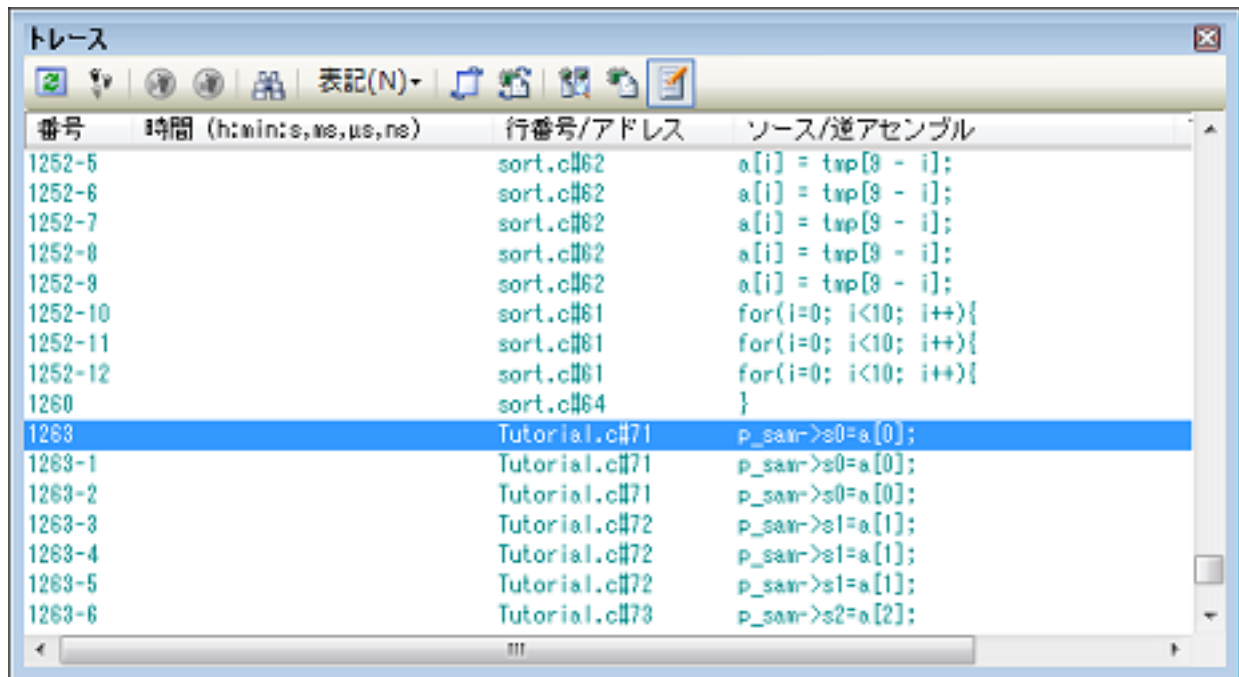 トレース
表記(N)
番号 時間 (h:min:s,ms,μs,ns) 行番号/アドレス ソース/逆アセンブル
1252-5 sort.c#62 a[i] = tmp[9 - i];
1252-6 sort.c#62 a[i] = tmp[9 - i];
1252-7 sort.c#62 a[i] = tmp[9 - i];
1252-8 sort.c#62 a[i] = tmp[9 - i];
1252-9 sort.c#62 a[i] = tmp[9 - i];
1252-10 sort.c#61 for(i=0; i<10; i++){
1252-11 sort.c#61 for(i=0; i<10; i++){
1252-12 sort.c#61 for(i=0; i<10; i++){
1260 sort.c#64 }
1263 Tutorial.c#71 p_sam->s0=a[0];
1263-1 Tutorial.c#71 p_sam->s0=a[0];
1263-2 Tutorial.c#71 p_sam->s0=a[0];
1263-3 Tutorial.c#72 p_sam->s1=a[1];
1263-4 Tutorial.c#72 p_sam->s1=a[1];
1263-5 Tutorial.c#72 p_sam->s1=a[1];
1263-6 Tutorial.c#73 p_sam->s2=a[2];